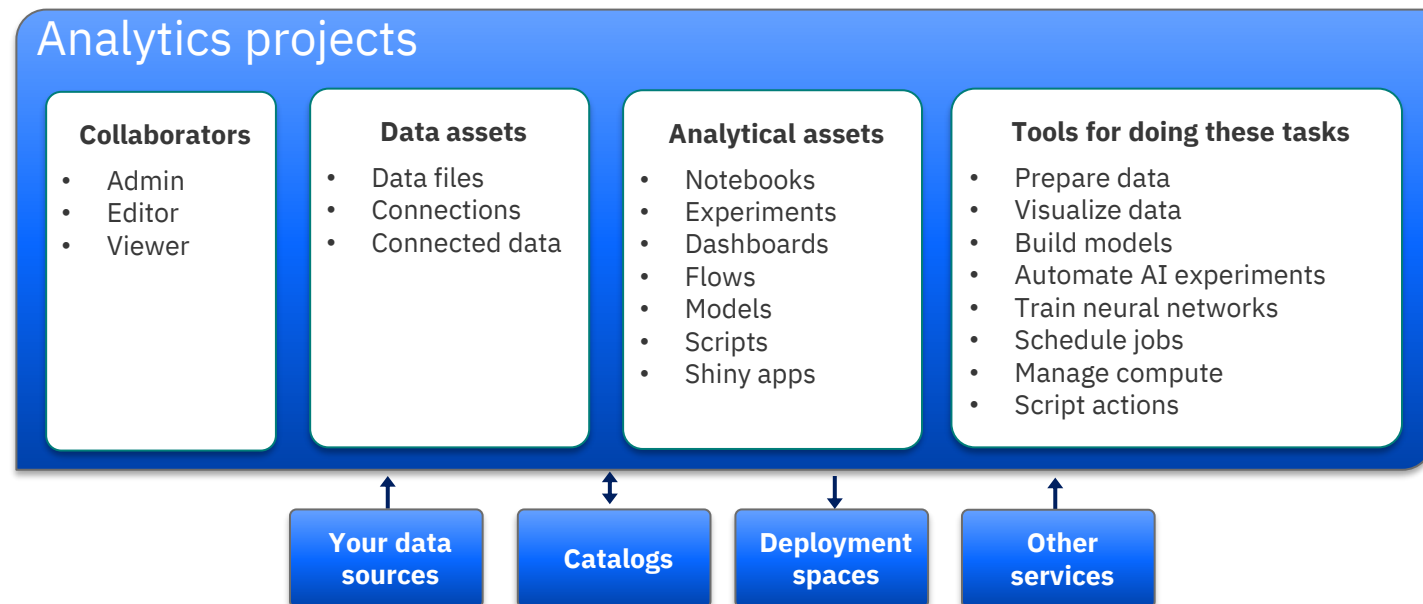 Analytics projects
Collaborators
• Admin
• Editor
• Viewer
Data assets
• Data files
• Connections
• Connected data
Analytical assets
• Notebooks
• Experiments
• Dashboards
• Flows
• Models
• Scripts
• Shiny apps
Tools for doing these tasks
• Prepare data
• Visualize data
• Build models
• Automate AI experiments
• Train neural networks
• Schedule jobs
• Manage compute
• Script actions
Your data
sources
Catalogs
Deployment
spaces
Other
services